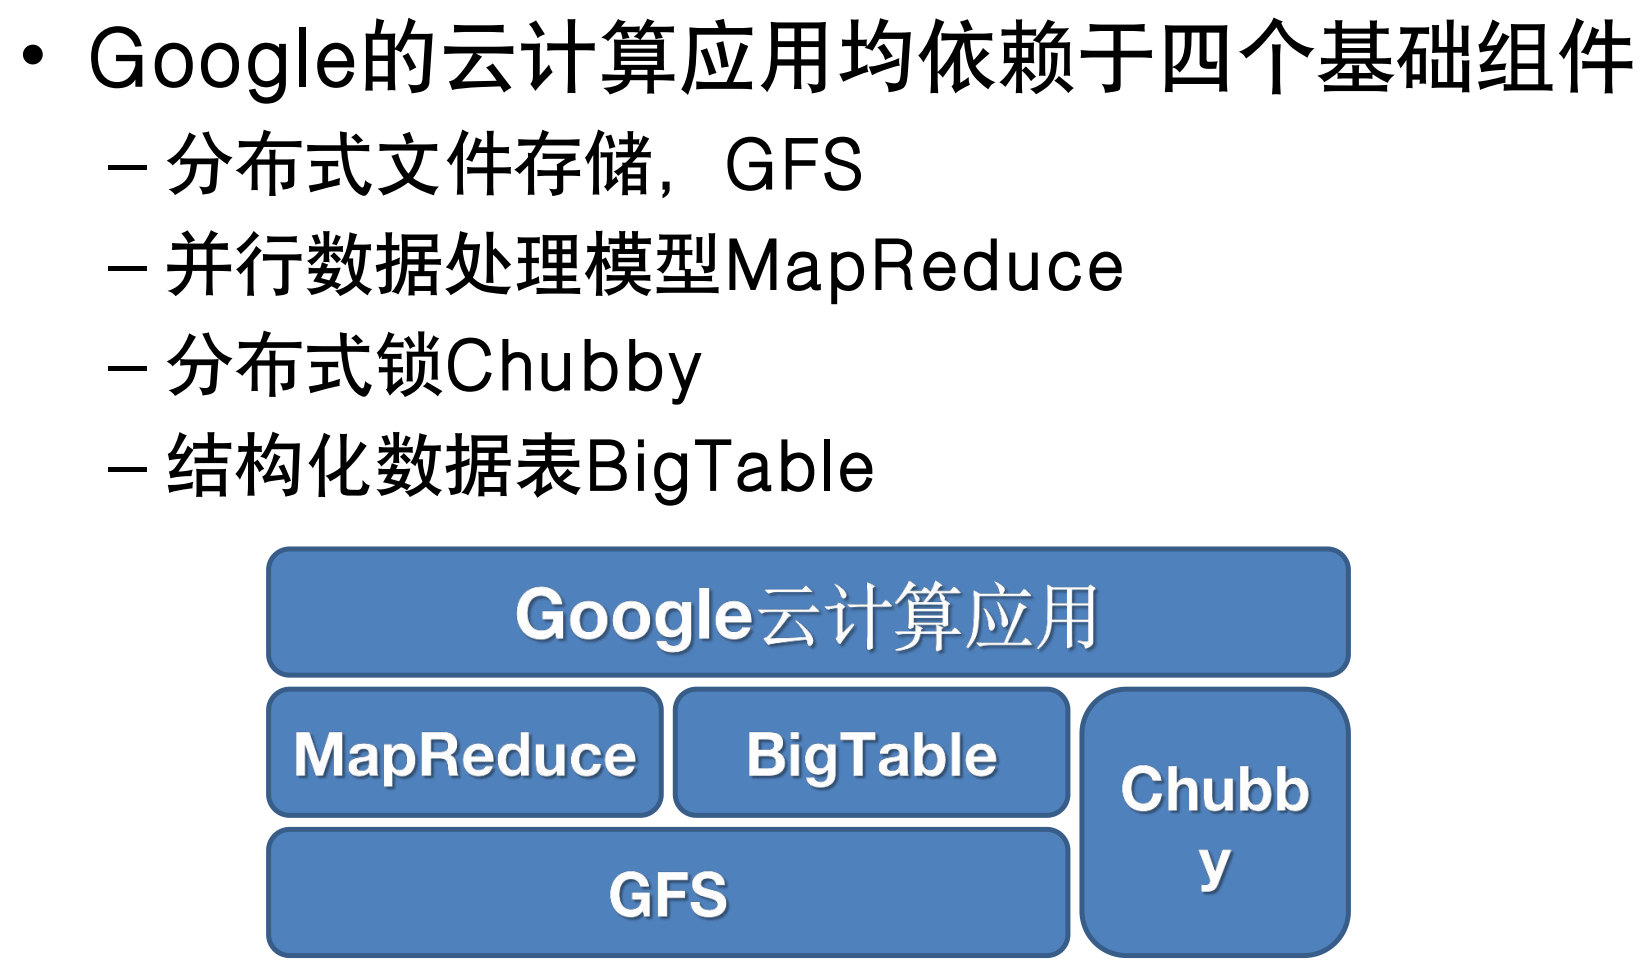 • Google的云计算应用均依赖于四个基础组件
– 分布式文件存储，GFS
– 并行数据处理模型MapReduce
– 分布式锁Chubby
– 结构化数据表BigTable
Google云计算应用
MapReduce
BigTable
Chubb
y
GFS